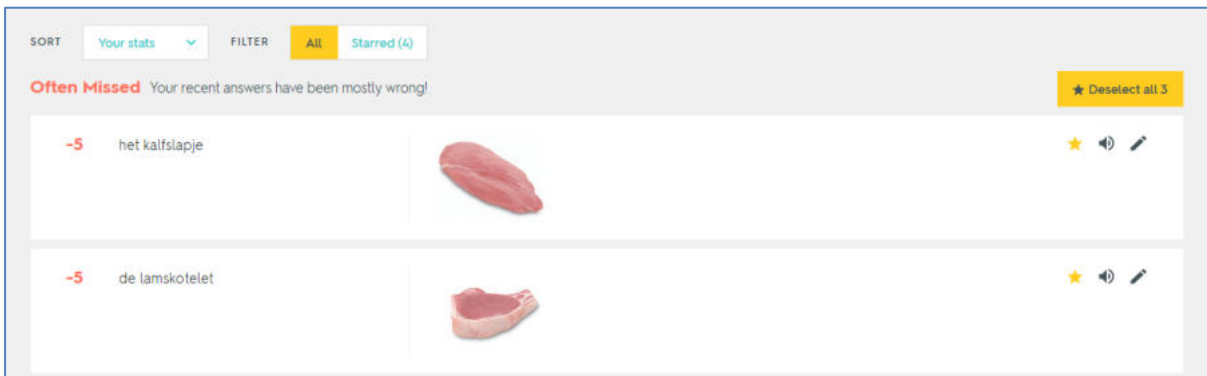 SORT Your stats FILTER All Starred (4)
Often Missed Your recent answers have been mostly wrong! ★ Deselect all 3
-5 het kalfslapje
-5 de lamskotelet